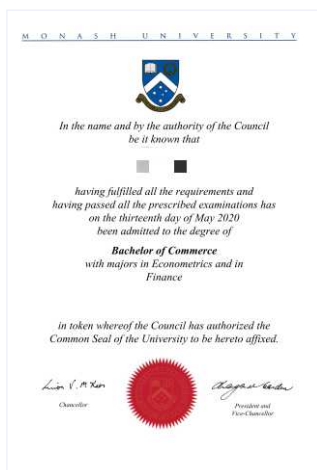 MONASH UNIVERSITY
In the name and by the authority of the Council
be it known that
having fulfilled all the requirements and
having passed all the prescribed examinations has
on the thirteenth day of May 2020
been admitted to the degree of
Bachelor of Commerce
with majors in Econometrics and in
Finance
in token whereof the Council has authorized the
Common Seal of the University to be hereto affixed.
Chancellor
President and
Vice-Chancellor